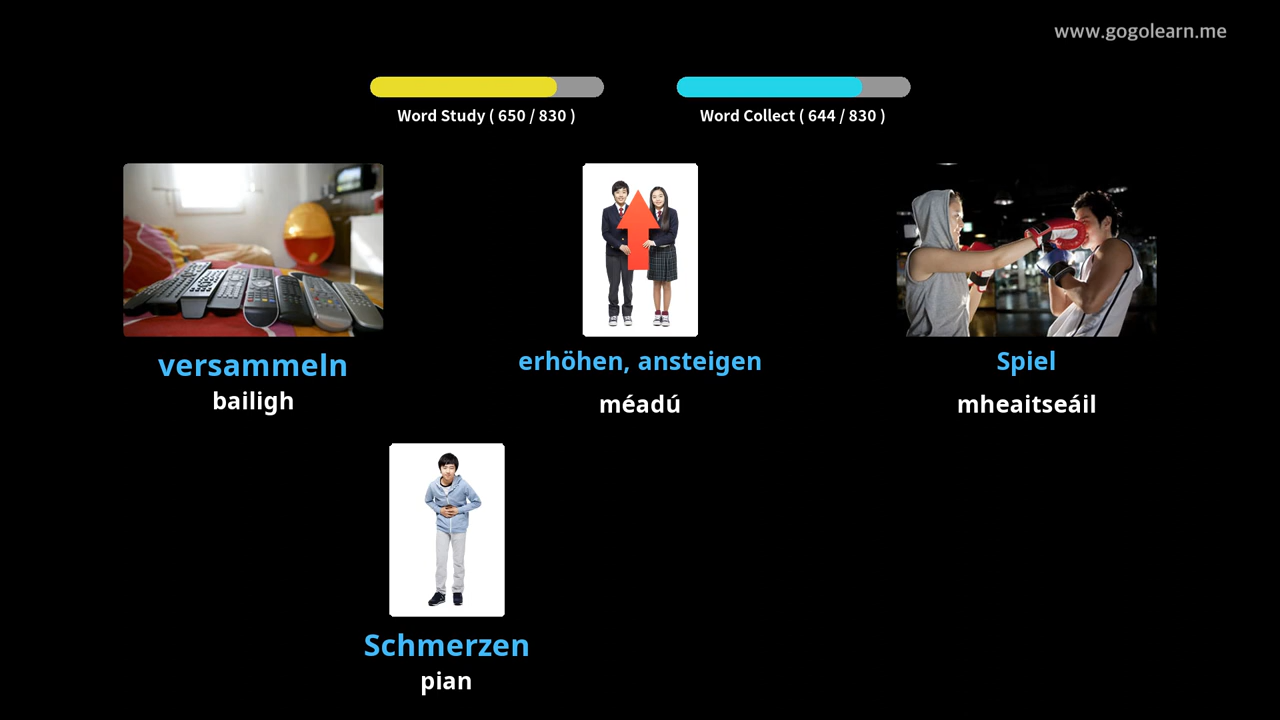 www.gogolearn.me
Word Study ( 650 / 830 )
Word Collect ( 644 / 830 )
versammeln
bailigh
erhöhen, ansteigen
méadú
Spiel
mheaitseáil
Schmerzen
pian